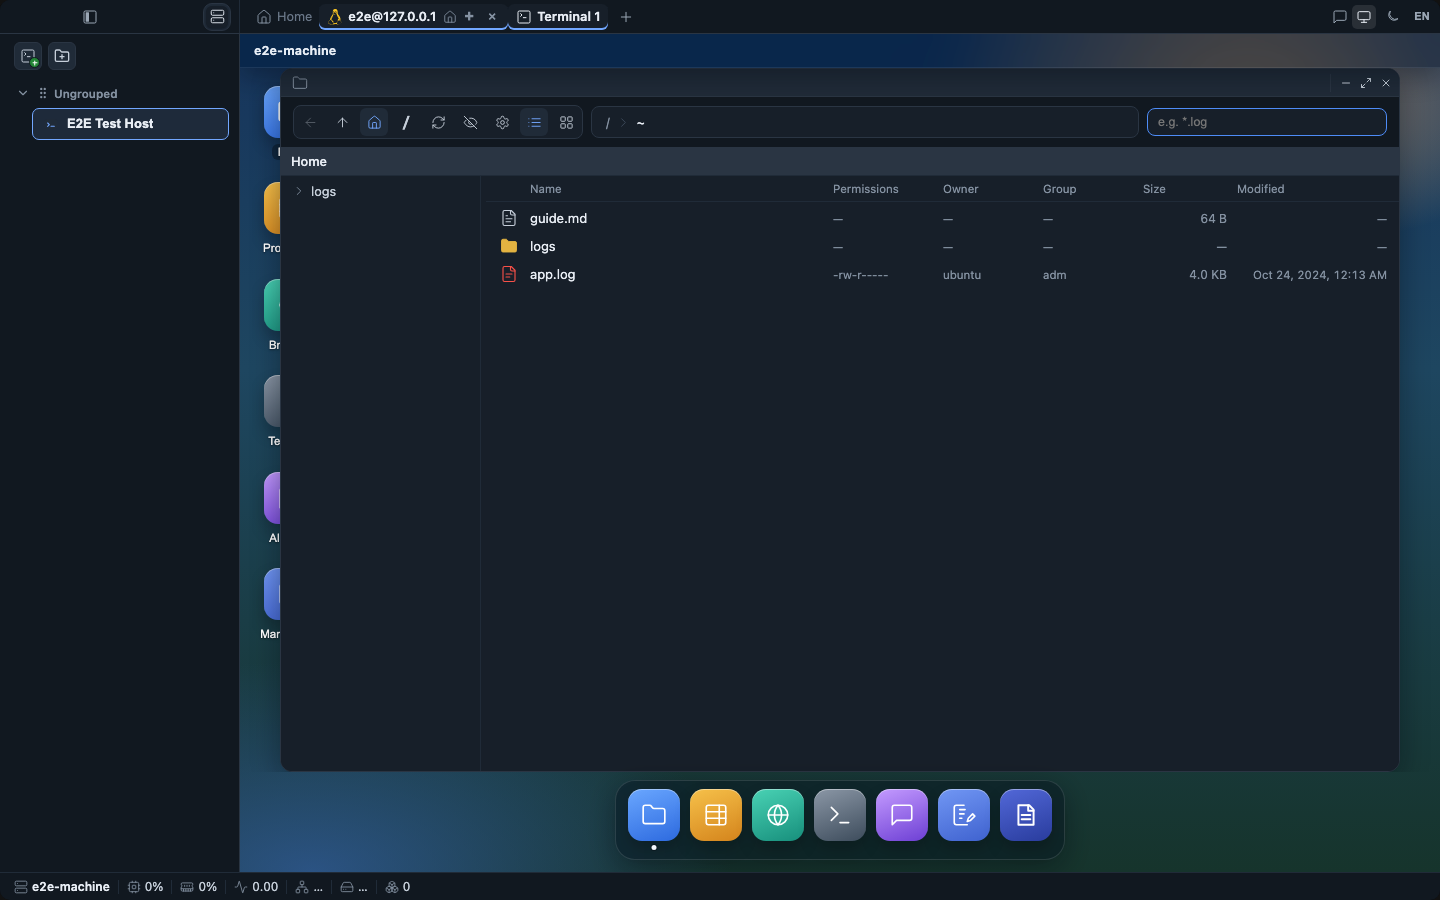 Home
e2e@127.0.0.1
Terminal 1
EN
e2e-machine
Ungrouped
E2E Test Host
/
/ > ~
e.g. *.log
Home
logs
Name Permissions Owner Group Size Modified
guide.md — — — 64 B —
logs — — — — —
app.log -rw-r----- ubuntu adm 4.0 KB Oct 24, 2024, 12:13 AM
Pro
Br
Te
Mar
e2e-machine 0% 0% 0.00 ... ... 0